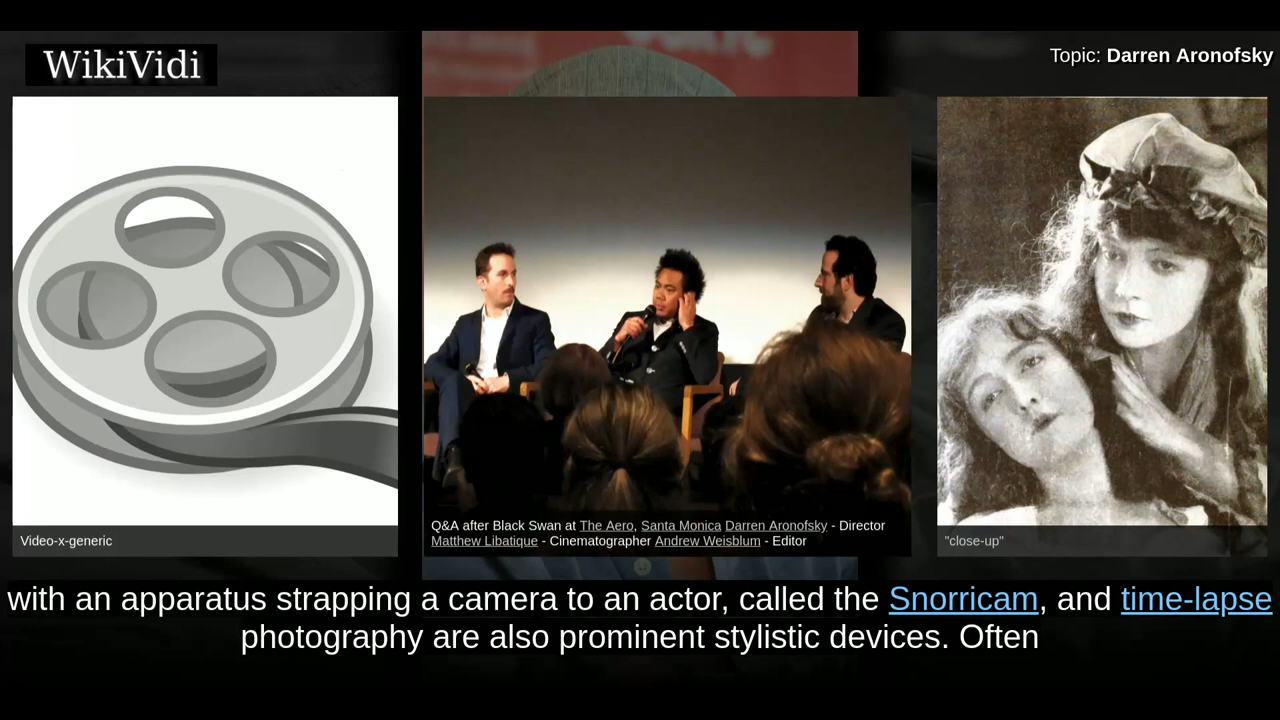 WikiVidi
Topic: Darren Aronofsky
Video-x-generic
Q&A after Black Swan at The Aero, Santa Monica Darren Aronofsky - Director
Matthew Libatique - Cinematographer Andrew Weisblum - Editor
"close-up"
with an apparatus strapping a camera to an actor, called the Snorricam, and time-lapse
photography are also prominent stylistic devices. Often